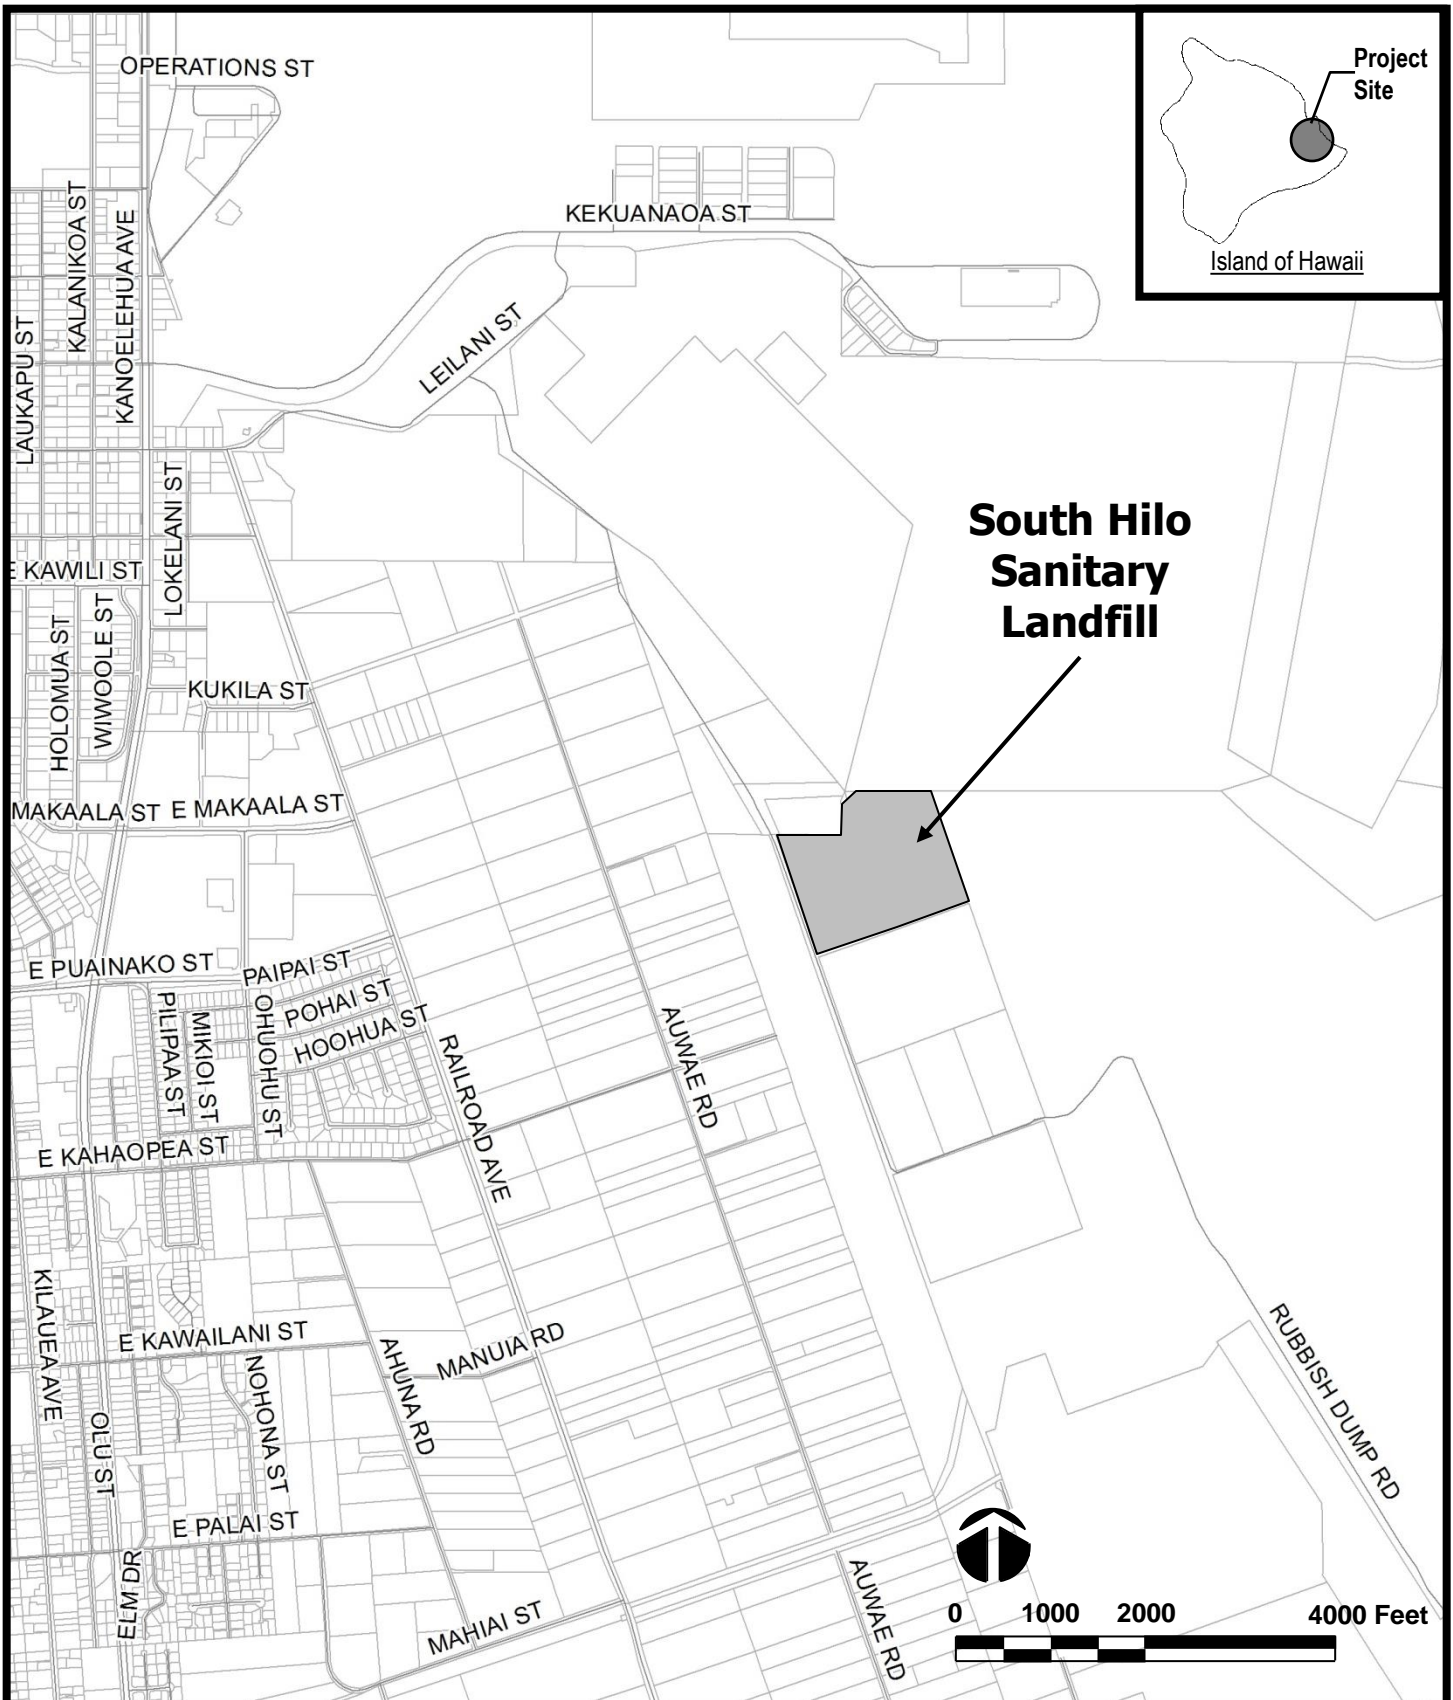 OPERATIONS ST
Project
Site
Island of Hawaii
KALANIKOA ST
KANOELEHUA AVE
LAUKAPU ST
KEKUANAOA ST
LEILANI ST
LOKELANI ST
South Hilo
Sanitary
Landfill
E KAWILI ST
HOLOMUA ST
WIWOOLE ST
KUKILA ST
MAKAALA ST
E MAKAALA ST
E PUAINAKO ST
PAIPAI ST
PILIPAA ST
MIKIOI ST
OHUOHU ST
POHAI ST
HOOHUA ST
RAILROAD AVE
AUWAE RD
E KAHAOPEA ST
KILAUEA AVE
E KAWAILANI ST
OLU ST
NOHONA ST
AHUNA RD
MANUIA RD
RUBBISH DUMP RD
E PALAI ST
ELM DR
MAHIAI ST
AUWAE RD
0 1000 2000 4000 Feet